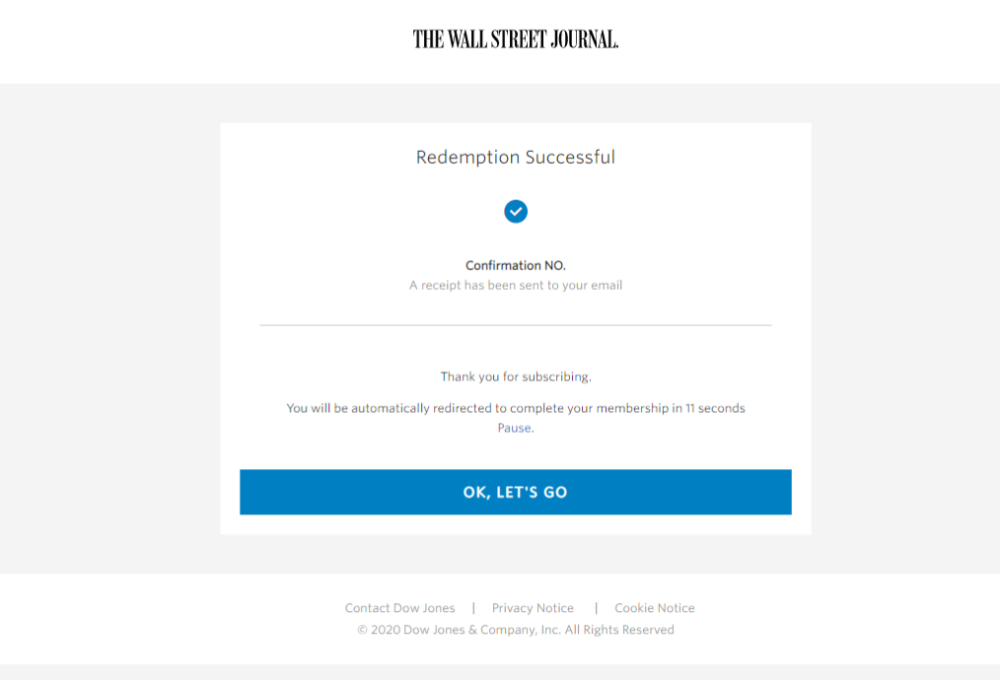 THE WALL STREET JOURNAL.
Redemption Successful
Confirmation NO.
A receipt has been sent to your email
Thank you for subscribing.
You will be automatically redirected to complete your membership in 11 seconds
Pause.
OK, LET'S GO
Contact Dow Jones | Privacy Notice | Cookie Notice
© 2020 Dow Jones & Company, Inc. All Rights Reserved